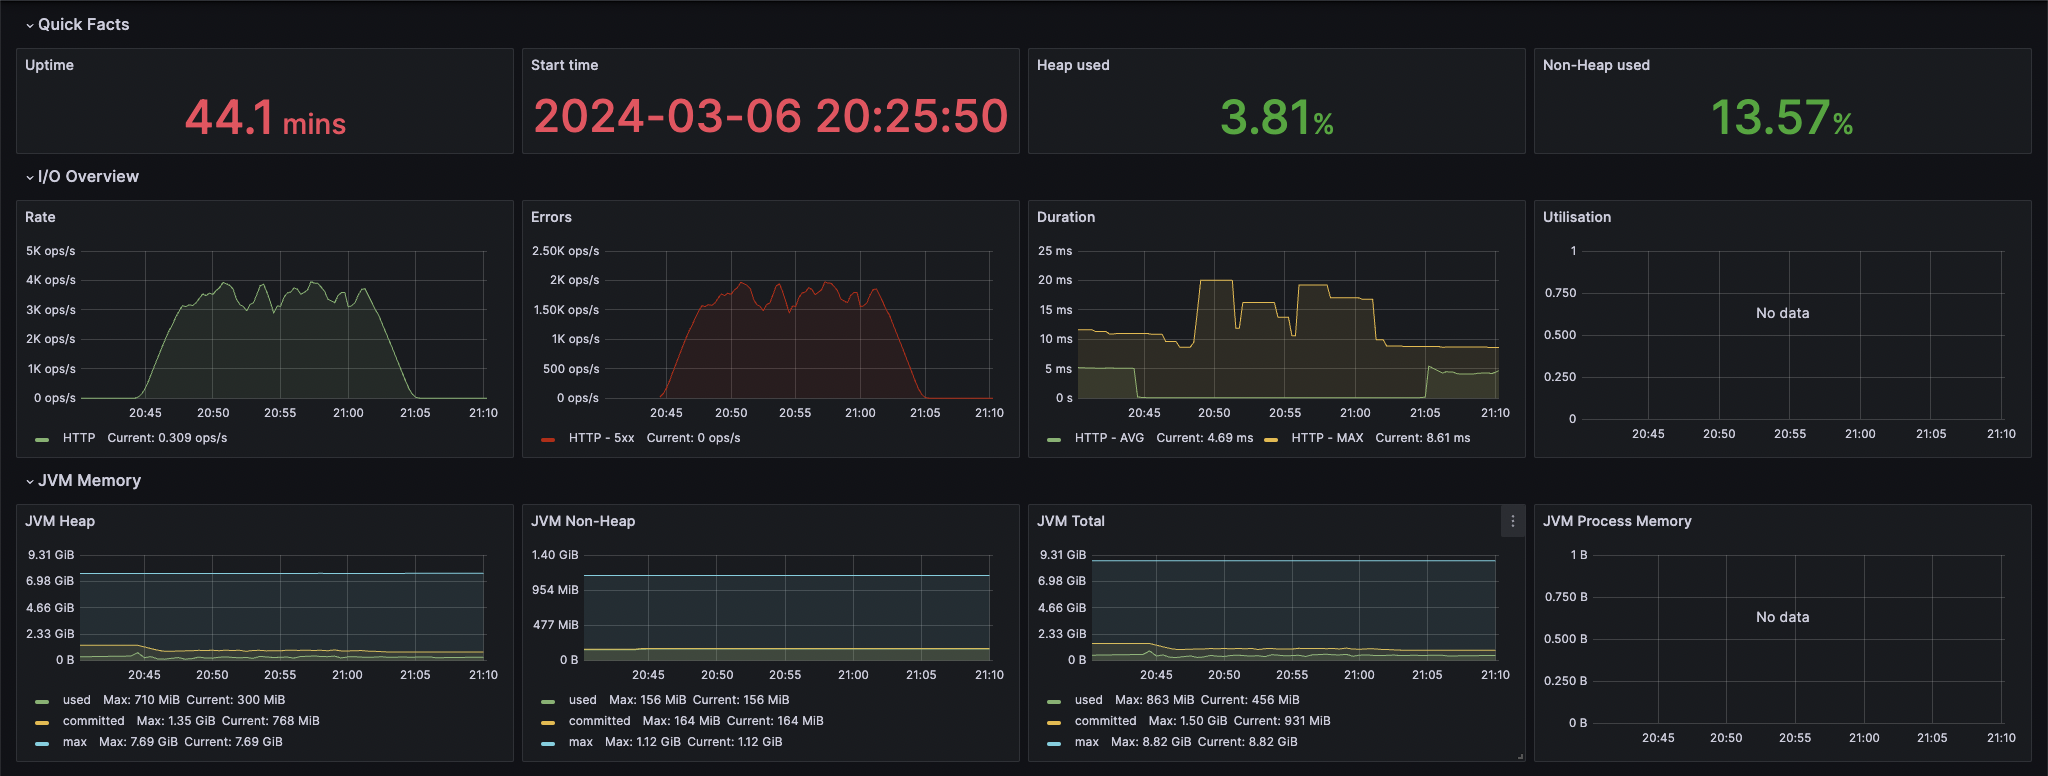 Quick Facts
Uptime
44.1 mins
Start time
2024-03-06 20:25:50
Heap used
3.81%
Non-Heap used
13.57%
I/O Overview
Rate
5K ops/s
4K ops/s
3K ops/s
2K ops/s
1K ops/s
0 ops/s
20:45 20:50 20:55 21:00 21:05 21:10
HTTP Current: 0.309 ops/s
Errors
2.50K ops/s
2K ops/s
1.50K ops/s
1K ops/s
500 ops/s
0 ops/s
20:45 20:50 20:55 21:00 21:05 21:10
HTTP - 5xx Current: 0 ops/s
Duration
25 ms
20 ms
15 ms
10 ms
5 ms
0 s
20:45 20:50 20:55 21:00 21:05 21:10
HTTP - AVG Current: 4.69 ms HTTP - MAX Current: 8.61 ms
Utilisation
1
0.750
0.500
0.250
0
No data
20:45 20:50 20:55 21:00 21:05 21:10
JVM Memory
JVM Heap
9.31 GiB
6.98 GiB
4.66 GiB
2.33 GiB
0 B
20:45 20:50 20:55 21:00 21:05 21:10
used Max: 710 MiB Current: 300 MiB
committed Max: 1.35 GiB Current: 768 MiB
max Max: 7.69 GiB Current: 7.69 GiB
JVM Non-Heap
1.40 GiB
954 MiB
477 MiB
0 B
20:45 20:50 20:55 21:00 21:05 21:10
used Max: 156 MiB Current: 156 MiB
committed Max: 164 MiB Current: 164 MiB
max Max: 1.12 GiB Current: 1.12 GiB
JVM Total
9.31 GiB
6.98 GiB
4.66 GiB
2.33 GiB
0 B
20:45 20:50 20:55 21:00 21:05 21:10
used Max: 863 MiB Current: 456 MiB
committed Max: 1.50 GiB Current: 931 MiB
max Max: 8.82 GiB Current: 8.82 GiB
JVM Process Memory
1 B
0.750 B
0.500 B
0.250 B
0 B
No data
20:45 20:50 20:55 21:00 21:05 21:10